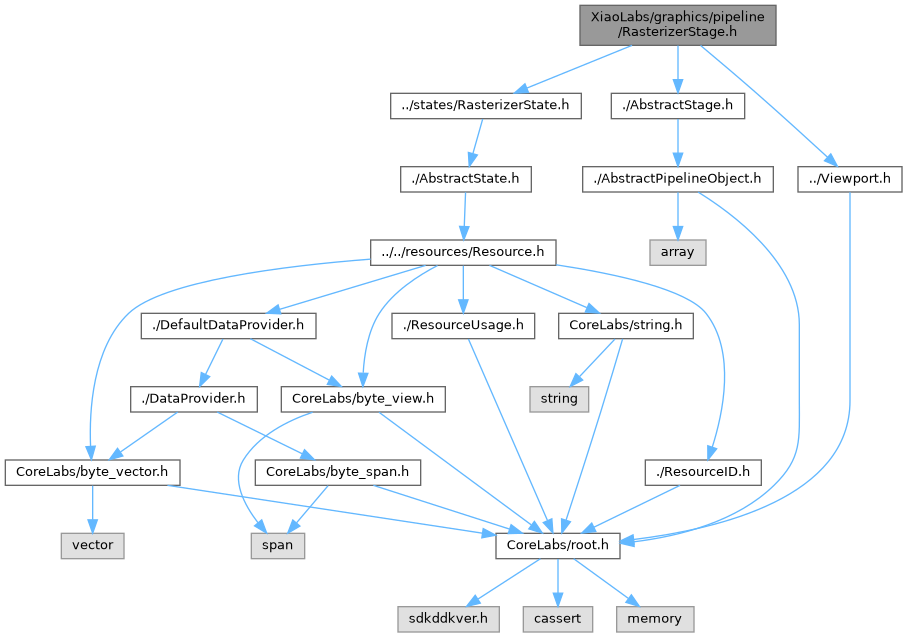 XiaoLabs/graphics/pipeline
/RasterizerStage.h
../states/RasterizerState.h
./AbstractStage.h
./AbstractState.h
./AbstractPipelineObject.h
../Viewport.h
../../resources/Resource.h
array
./DefaultDataProvider.h
./ResourceUsage.h
CoreLabs/string.h
./DataProvider.h
CoreLabs/byte_view.h
string
CoreLabs/byte_vector.h
CoreLabs/byte_span.h
./ResourceID.h
vector
span
CoreLabs/root.h
sdkddkver.h
cassert
memory